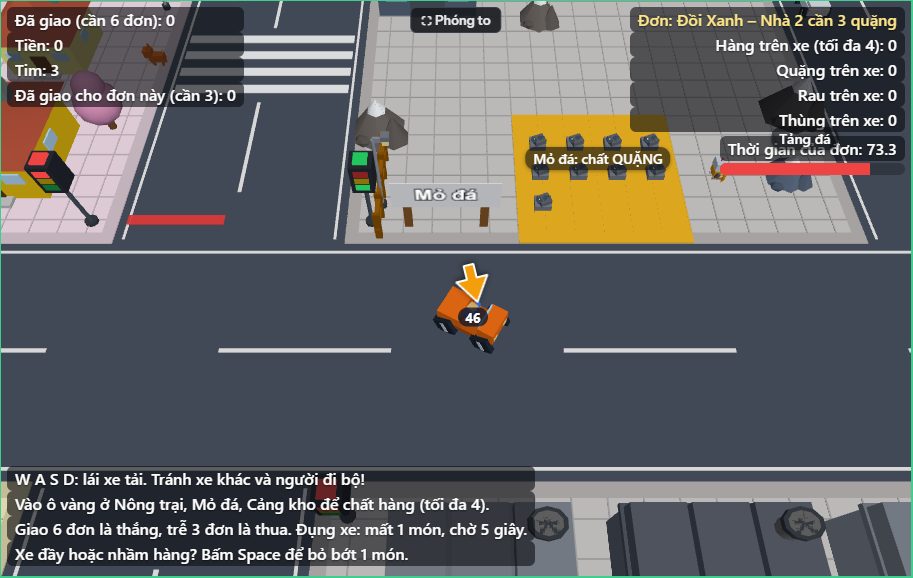 Đã giao (cần 6 đơn): 0
Tiền: 0
Tim: 3
Đã giao cho đơn này (cần 3): 0
Phóng to
Đơn: Đồi Xanh – Nhà 2 cần 3 quặng
Hàng trên xe (tối đa 4): 0
Quặng trên xe: 0
Rau trên xe: 0
Thùng trên xe: 0
Tảng đá
Thời gian của đơn: 73.3
Mỏ đá: chất QUẶNG
Mỏ đá
46
W A S D: lái xe tải. Tránh xe khác và người đi bộ!
Vào ô vàng ở Nông trại, Mỏ đá, Cảng kho để chất hàng (tối đa 4).
Giao 6 đơn là thắng, trễ 3 đơn là thua. Đụng xe: mất 1 món, chờ 5 giây.
Xe đầy hoặc nhầm hàng? Bấm Space để bỏ bớt 1 món.